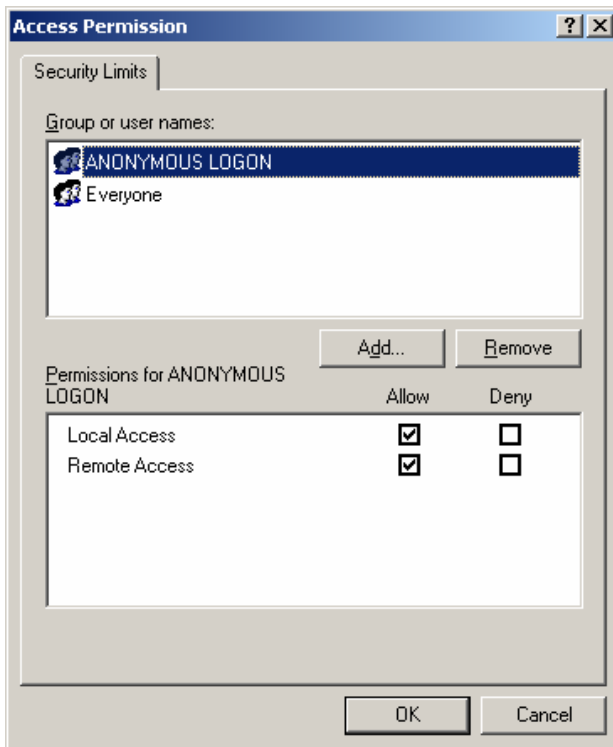 Access Permission
Security Limits
Group or user names:
ANONYMOUS LOGON
Everyone
Add...
Remove
Permissions for ANONYMOUS
LOGON
Allow
Deny
Local Access
Remote Access
OK
Cancel